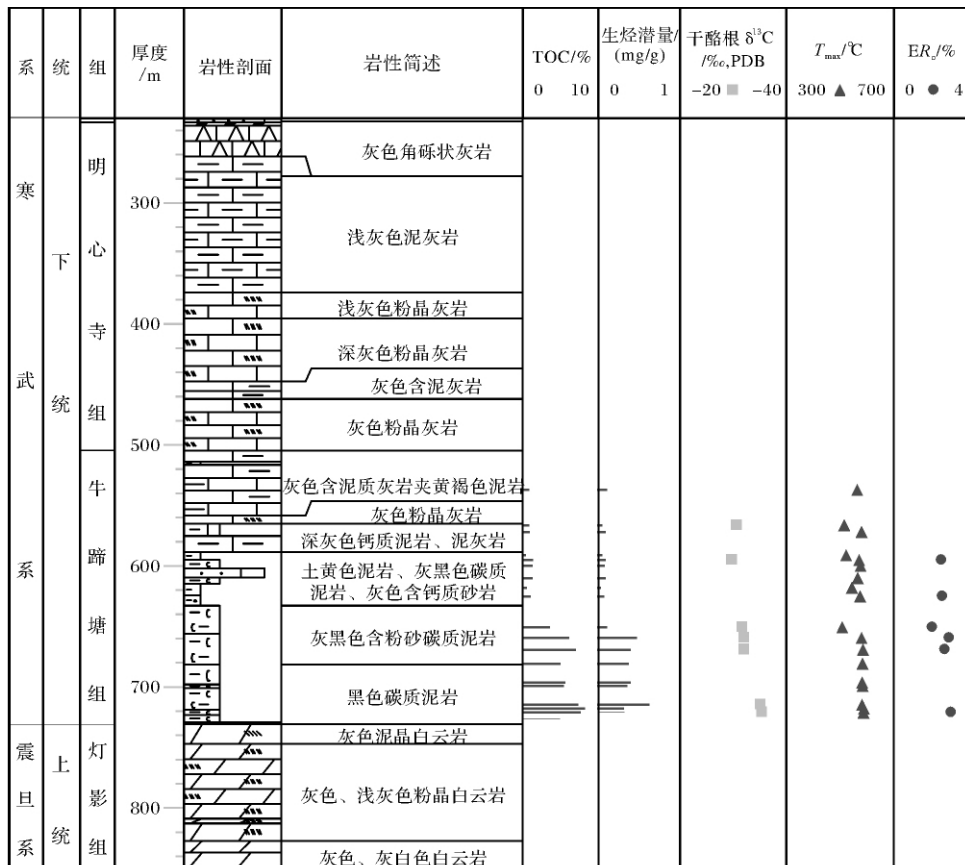 系
统
组
厚度
/m
岩性剖面
岩性简述
TOC/%
0 10
生烃潜量/
(mg/g)
0 1
干酪根 δ¹³C
/‰,PDB
-20 -40
Tmax/℃
300 700
ERo/%
0 4
寒武系
下统
明心寺组
牛蹄塘组
震旦系
上统
灯影组
300
400
500
600
700
800
灰色角砾状灰岩
浅灰色泥灰岩
浅灰色粉晶灰岩
深灰色粉晶灰岩
灰色含泥灰岩
灰色粉晶灰岩
灰色含泥质灰岩夹黄褐色泥岩
灰色粉晶灰岩
深灰色钙质泥岩、泥灰岩
土黄色泥岩、灰黑色碳质
泥岩、灰色含钙质砂岩
灰黑色含粉砂碳质泥岩
黑色碳质泥岩
灰色泥晶白云岩
灰色、浅灰色粉晶白云岩
灰色、灰白色白云岩